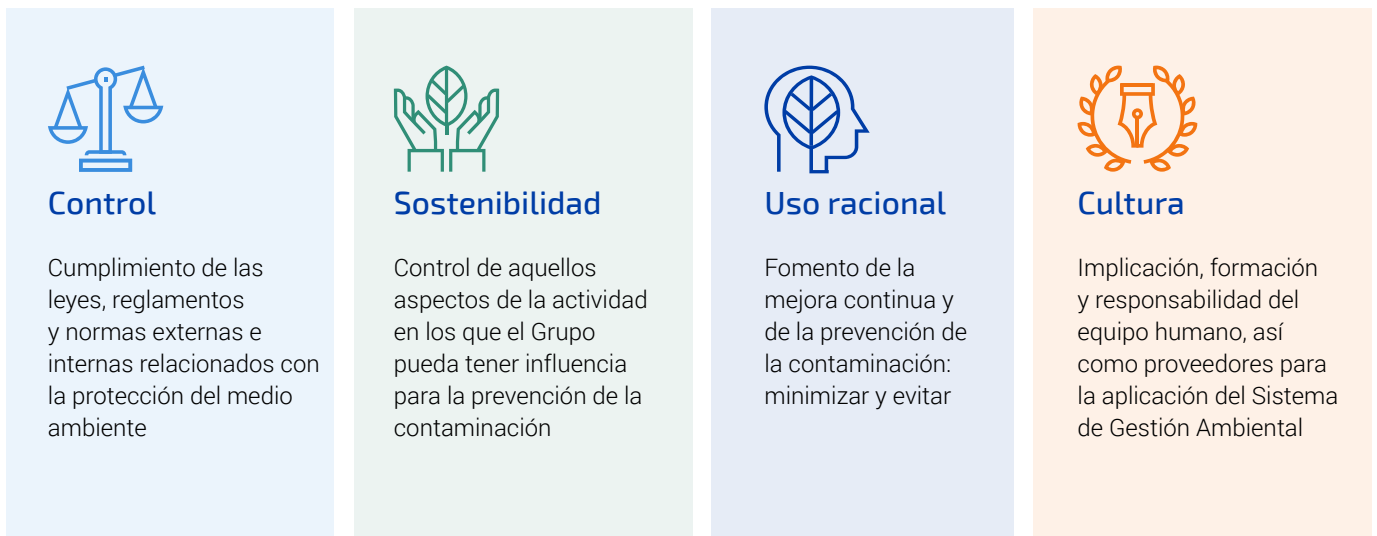 Control
Cumplimiento de las
leyes, reglamentos
y normas externas e
internas relacionados con
la protección del medio
ambiente
Sostenibilidad
Control de aquellos
aspectos de la actividad
en los que el Grupo
pueda tener influencia
para la prevención de la
contaminación
Uso racional
Fomento de la
mejora continua y
de la prevención de
la contaminación:
minimizar y evitar
Cultura
Implicación, formación
y responsabilidad del
equipo humano, así
como proveedores para
la aplicación del Sistema
de Gestión Ambiental